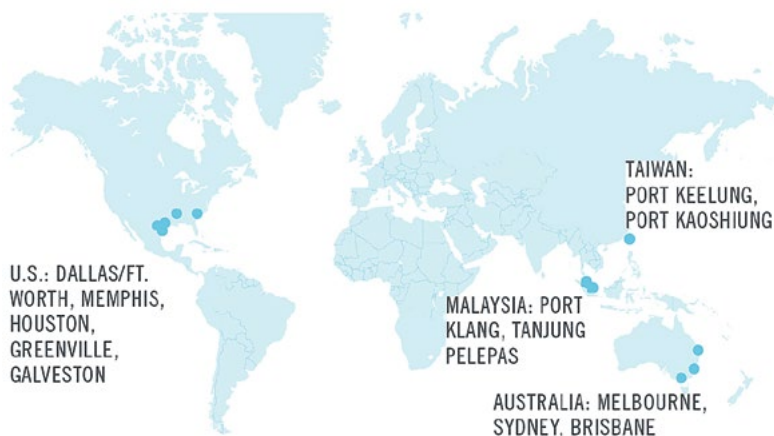 TAIWAN:
PORT KEELUNG,
PORT KAOSHIUNG
U.S.: DALLAS/FT.
WORTH, MEMPHIS,
HOUSTON,
GREENVILLE,
GALVESTON
MALAYSIA: PORT
KLANG, TANJUNG
PELEPAS
AUSTRALIA: MELBOURNE,
SYDNEY, BRISBANE